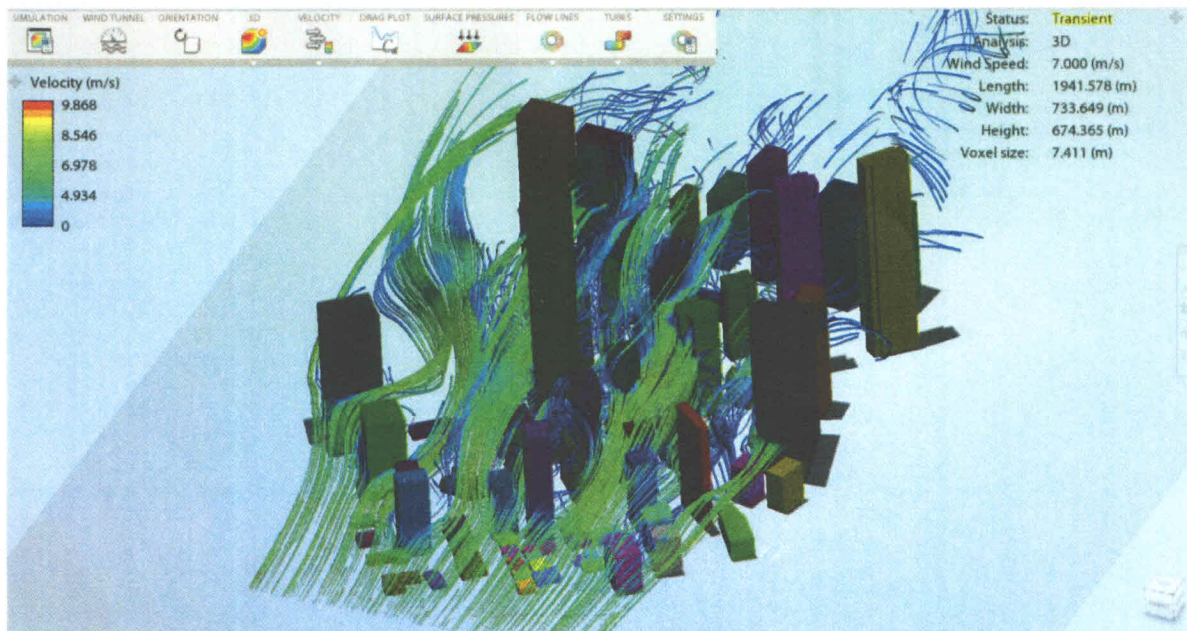 SIMULATION WIND TUNNEL ORIENTATION 3D VELOCITY DRAG PLOT SURFACE PRESSURES FLOW LINES TUBES SETTINGS
Status: Transient
Analysis: 3D
Wind Speed: 7.000 (m/s)
Length: 1941.578 (m)
Width: 733.649 (m)
Height: 674.365 (m)
Voxel size: 7.411 (m)
Velocity (m/s)
9.868
8.546
6.978
4.934
0